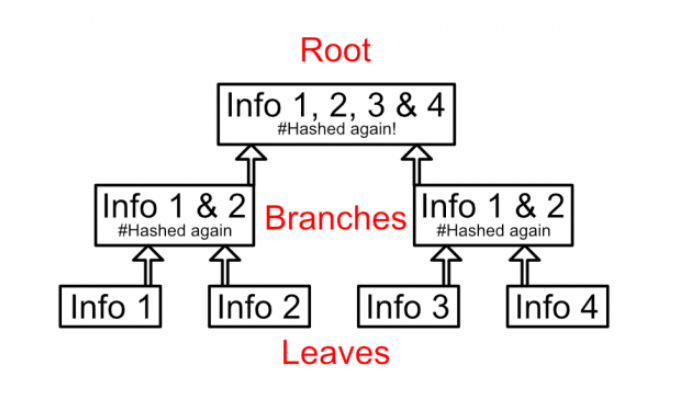 Root
Info 1, 2, 3 & 4
#Hashed again!
Info 1 & 2
#Hashed again
Branches
Info 1 & 2
#Hashed again
Info 1
Info 2
Info 3
Info 4
Leaves